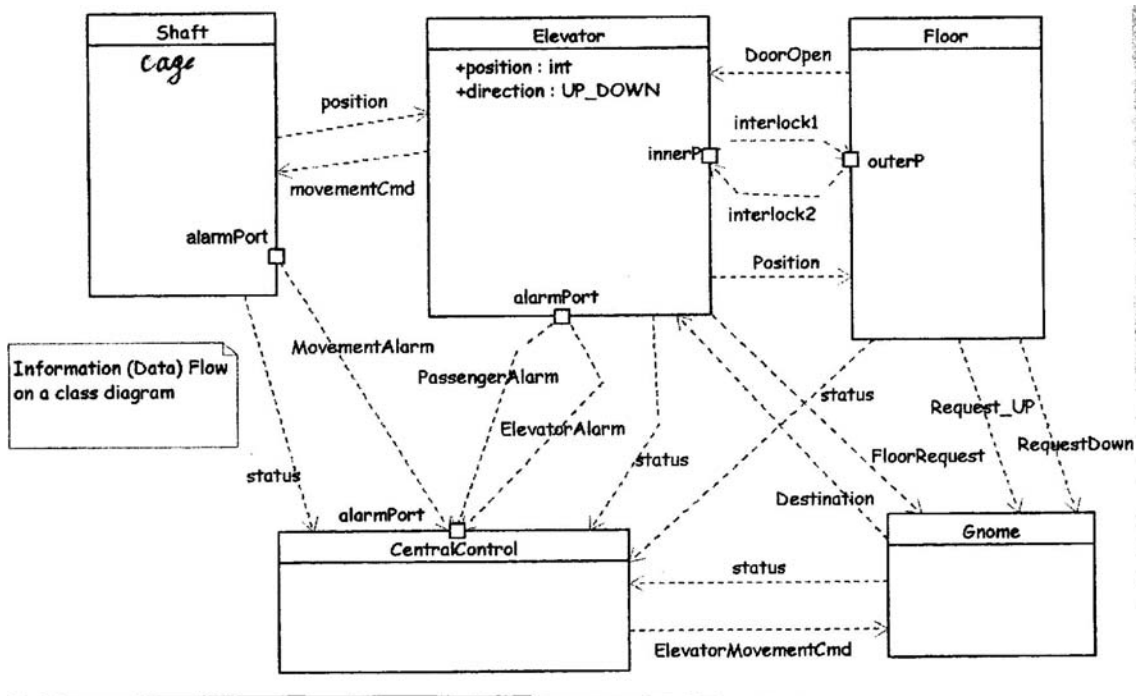 Shaft
cage
Elevator
+position : int
+direction : UP_DOWN
Floor
DoorOpen
position
interlock1
innerP
outerP
movementCmd
interlock2
alarmPort
Position
alarmPort
Information (Data) Flow
on a class diagram
MovementAlarm
PassengerAlarm
status
Request_UP
ElevatorAlarm
RequestDown
status
FloorRequest
status
Destination
alarmPort
CentralControl
Gnome
status
ElevatorMovementCmd